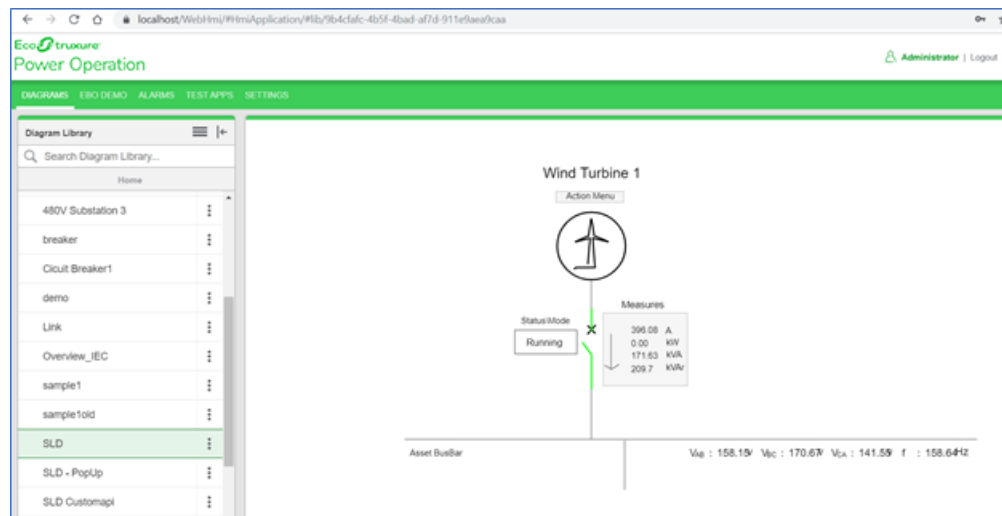 localhost/WebHmi/#HmiApplication/#lib/9b4cfafc-4b5f-4bad-af7d-911e9aea9caa
EcoStruxure
Power Operation
Administrator | Logout
DIAGRAMS EBO DEMO ALARMS TEST APPS SETTINGS
Diagram Library
Search Diagram Library...
Home
480V Substation 3
breaker
Cicuit Breaker1
demo
Link
Overview_IEC
sample1
sample1old
SLD
SLD - PopUp
SLD Customapi
Wind Turbine 1
Action Menu
Measures
Status\Mode
Running
396.08 A
0.00 kW
171.63 kVA
209.7 kVAr
Asset BusBar
VAB : 158.15V VBC : 170.67V VCA : 141.55V f : 158.64HZ